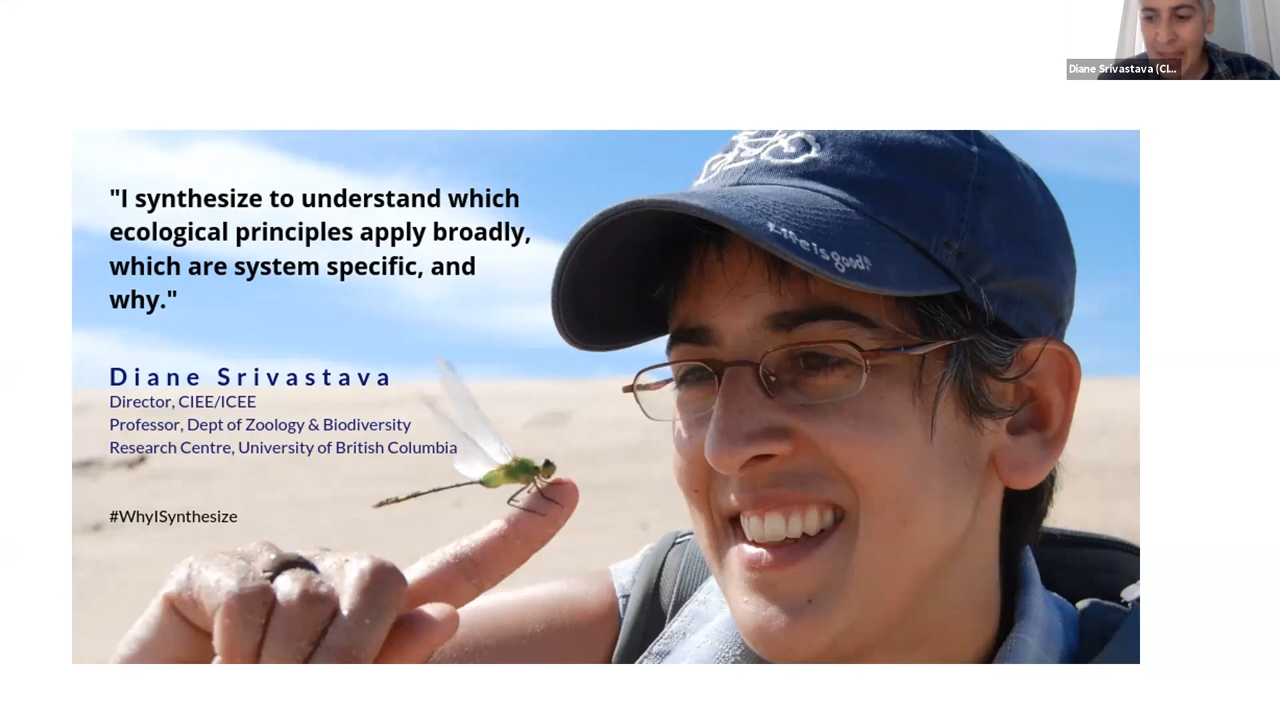 Diane Srivastava (CI...
"I synthesize to understand which
ecological principles apply broadly,
which are system specific, and
why."
Life is good®
Diane Srivastava
Director, CIEE/ICEE
Professor, Dept of Zoology & Biodiversity
Research Centre, University of British Columbia
#WhyISynthesize